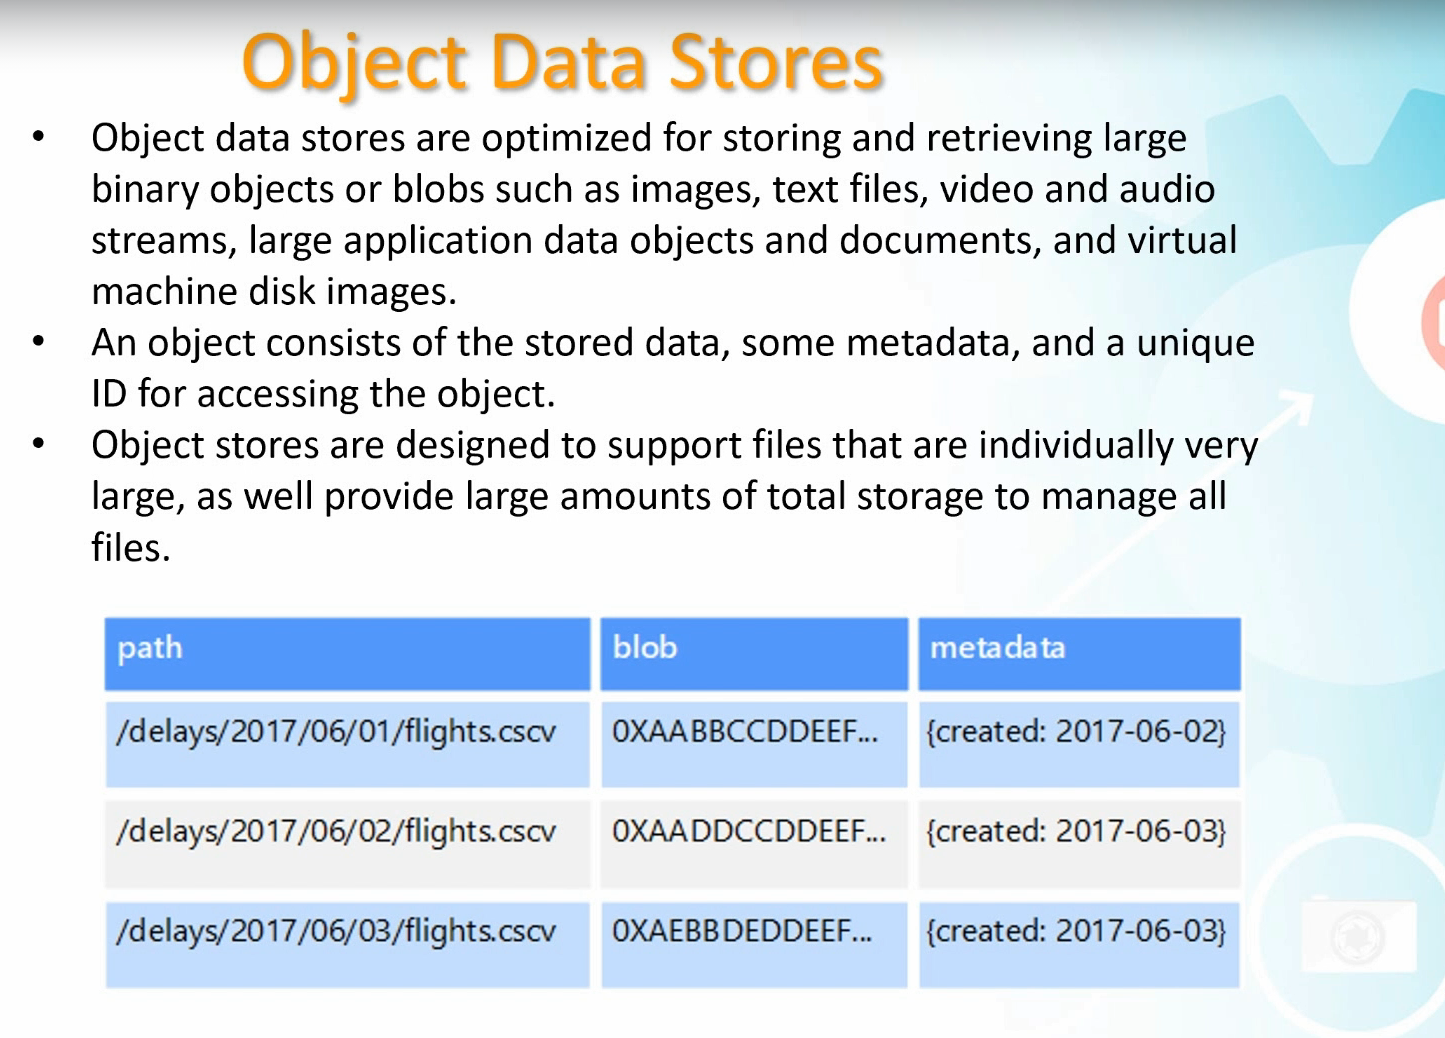 Object Data Stores
• Object data stores are optimized for storing and retrieving large
binary objects or blobs such as images, text files, video and audio
streams, large application data objects and documents, and virtual
machine disk images.
• An object consists of the stored data, some metadata, and a unique
ID for accessing the object.
• Object stores are designed to support files that are individually very
large, as well provide large amounts of total storage to manage all
files.
path blob metadata
/delays/2017/06/01/flights.cscv 0XAABBCCDDEEF... {created: 2017-06-02}
/delays/2017/06/02/flights.cscv 0XAADDCCDDEEF... {created: 2017-06-03}
/delays/2017/06/03/flights.cscv 0XAEBBDEDDEEF... {created: 2017-06-03}